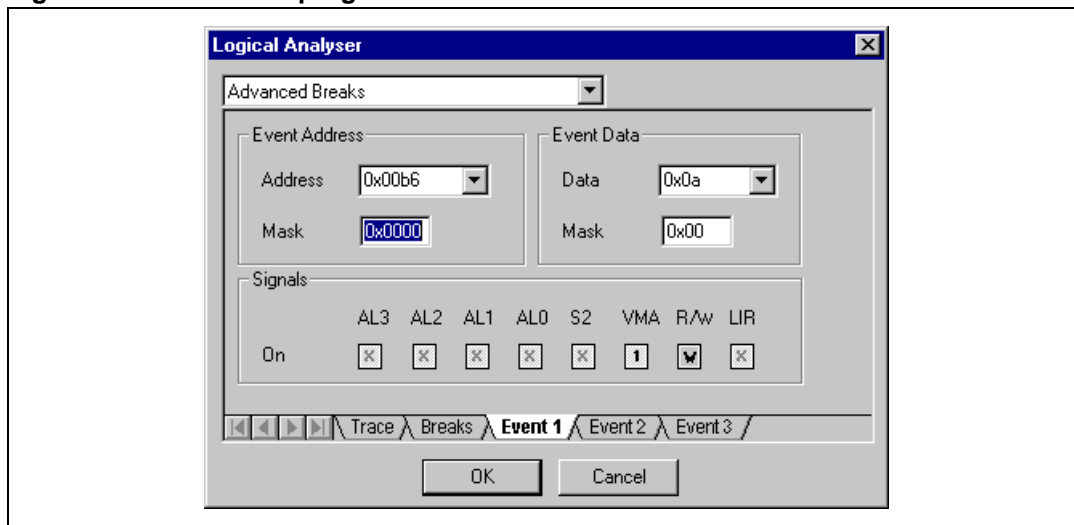 Logical Analyser
Advanced Breaks
Event Address
Event Data
Address 0x00b6
Data 0x0a
Mask 0x0000
Mask 0x00
Signals
AL3 AL2 AL1 AL0 S2 VMA R/w LIR
On X X X X X 1 w X
Trace Breaks Event 1 Event 2 Event 3
OK Cancel